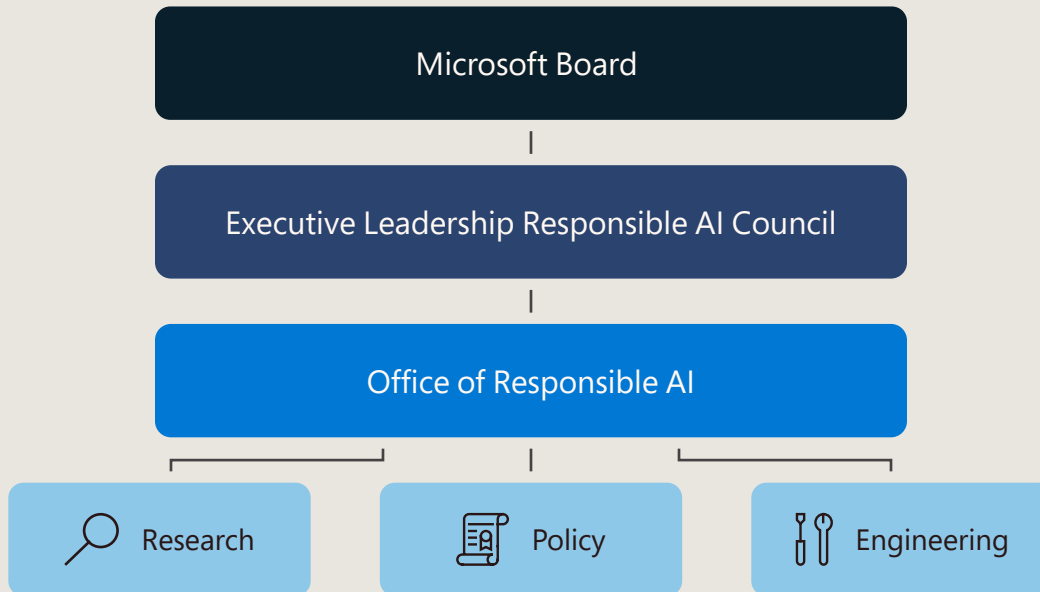 Microsoft Board
Executive Leadership Responsible AI Council
Office of Responsible AI
Research
Policy
Engineering